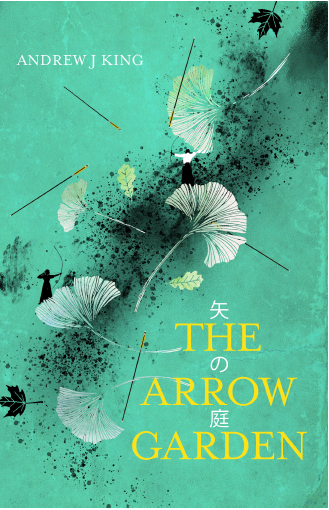 ANDREW J KING
矢
THE
の
ARROW
庭
GARDEN